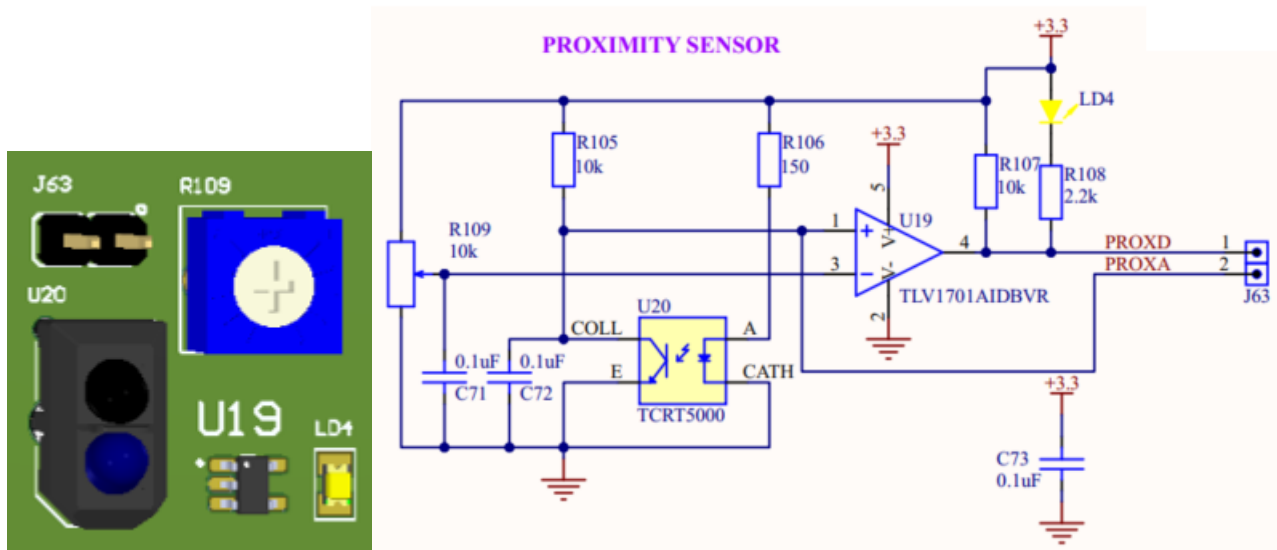 J63
R109
U20
U19
LD4
PROXIMITY SENSOR
+3.3
LD4
R105
10k
R106
150
+3.3
R107
10k
R108
2.2k
5
U19
R109
10k
1
+
V+
4
PROXD
1
3
−
V-
PROXA
2
J63
TLV1701AIDBVR
2
U20
COLL
A
E
CATH
TCRT5000
0.1uF
C71
0.1uF
C72
+3.3
C73
0.1uF